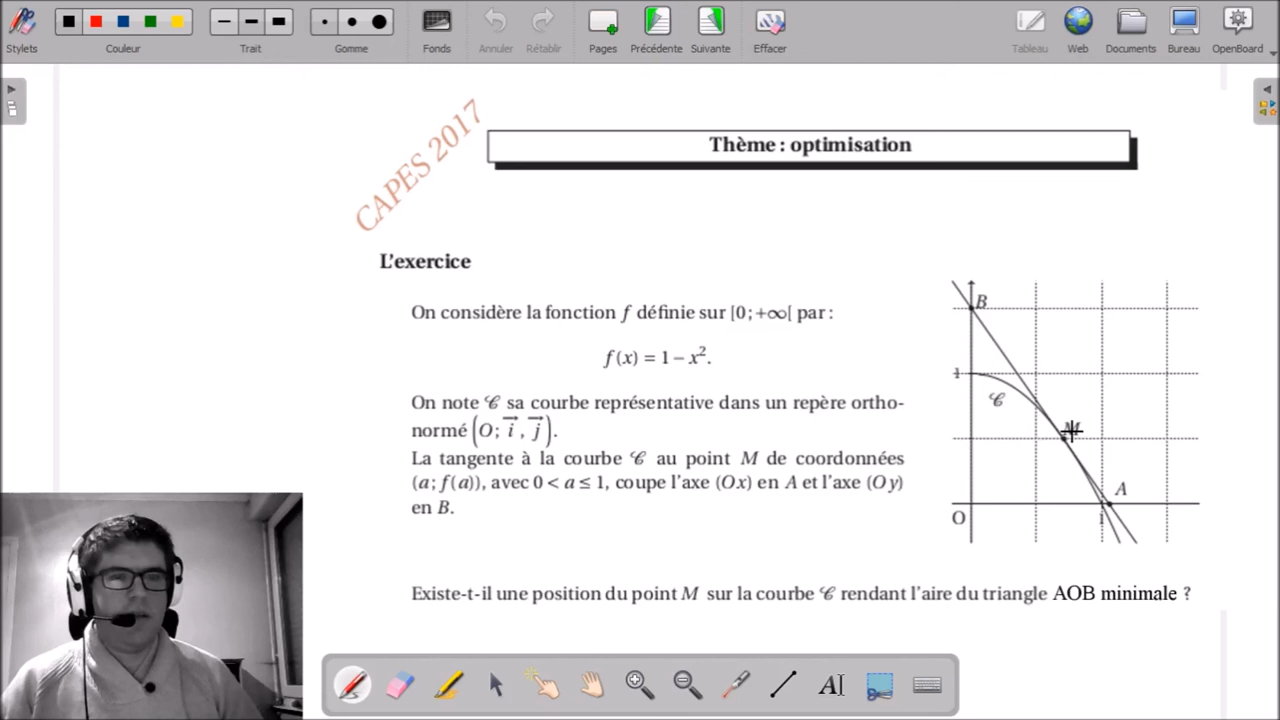 Stylets
Couleur
Trait
Gomme
Fonds
Annuler
Rétablir
Pages
Précédente
Suivante
Effacer
Tableau
Web
Documents
Bureau
OpenBoard
CAPES 2017
Thème : optimisation
L'exercice
On considère la fonction f définie sur [0 ; +∞[ par :
f(x) = 1 − x².
On note 𝒞 sa courbe représentative dans un repère ortho-
normé (O ; i⃗ , j⃗).
La tangente à la courbe 𝒞 au point M de coordonnées
(a ; f(a)), avec 0 < a ≤ 1, coupe l'axe (Ox) en A et l'axe (Oy)
en B.
B
1
𝒞
M
A
O
1
Existe-t-il une position du point M sur la courbe 𝒞 rendant l'aire du triangle AOB minimale ?